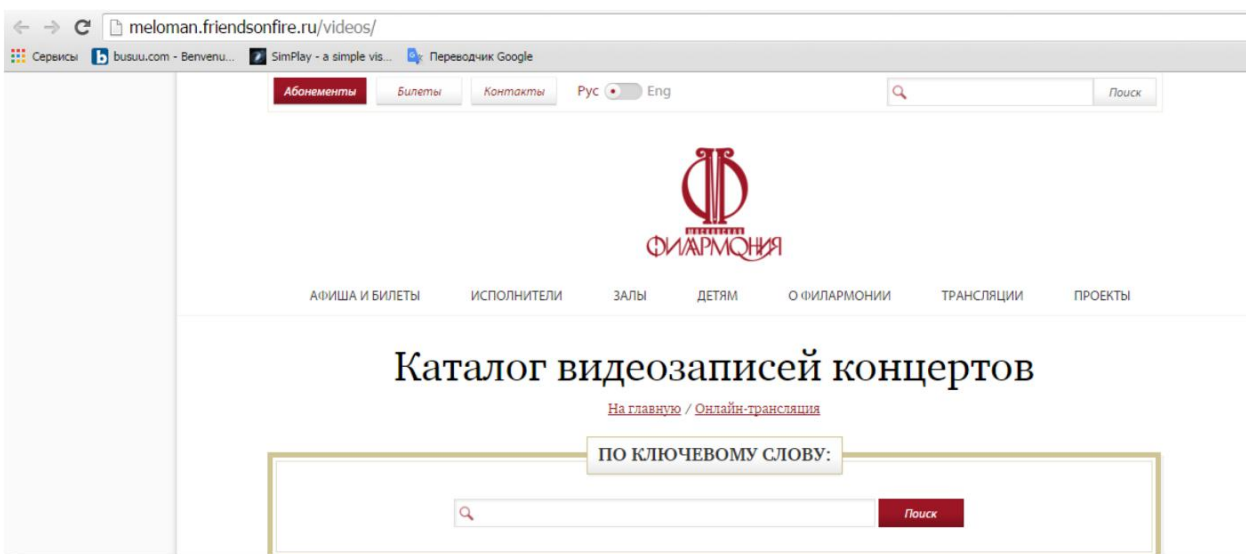 meloman.friendsonfire.ru/videos/
Сервисы busuu.com - Benvenu... SimPlay - a simple vis... Переводчик Google
Абонементы Билеты Контакты Рус Eng Поиск
МОСКОВСКАЯ
ФИЛАРМОНИЯ
АФИША И БИЛЕТЫ ИСПОЛНИТЕЛИ ЗАЛЫ ДЕТЯМ О ФИЛАРМОНИИ ТРАНСЛЯЦИИ ПРОЕКТЫ
Каталог видеозаписей концертов
На главную / Онлайн-трансляция
ПО КЛЮЧЕВОМУ СЛОВУ:
Поиск